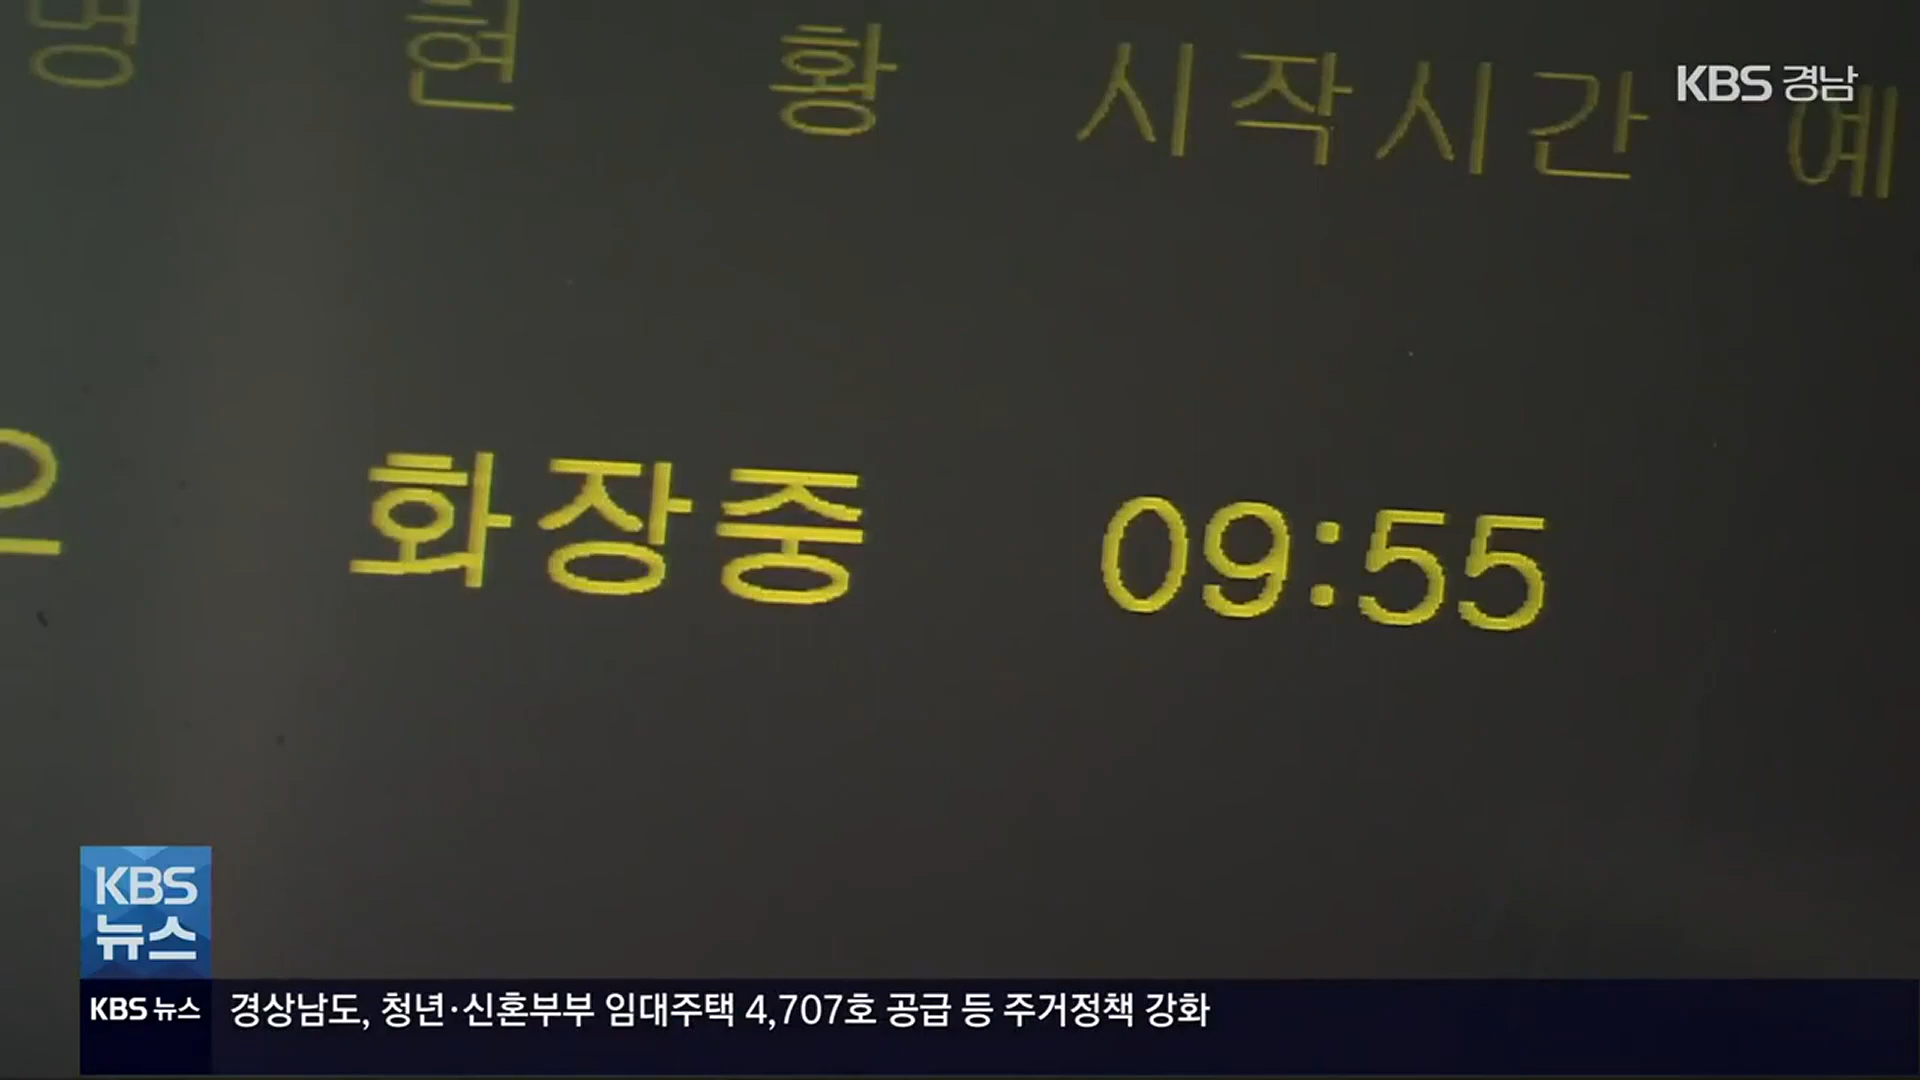 명 현 황 시작시간 예
KBS 경남
화장중 09:55
KBS
뉴스
KBS 뉴스 경상남도, 청년·신혼부부 임대주택 4,707호 공급 등 주거정책 강화